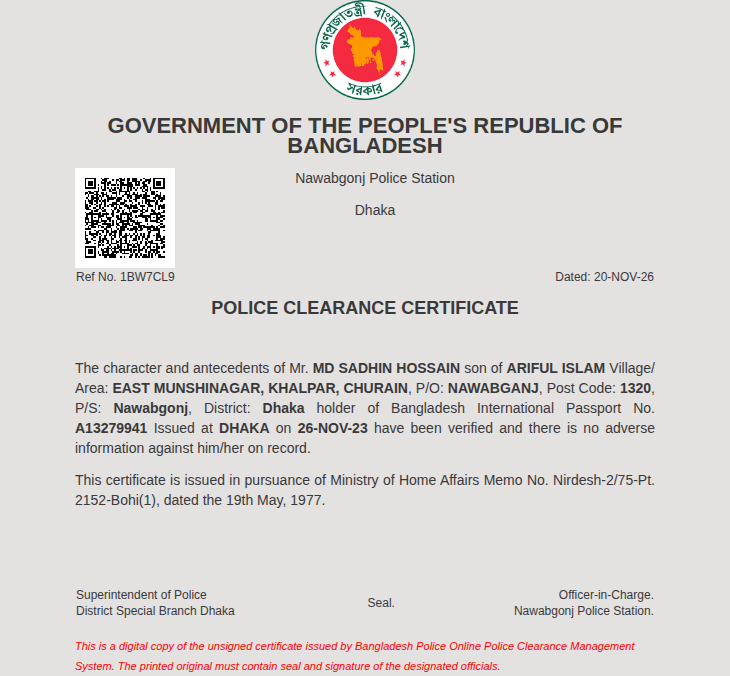 গণপ্রজাতন্ত্রী বাংলাদেশ
সরকার
GOVERNMENT OF THE PEOPLE'S REPUBLIC OF
BANGLADESH
Nawabgonj Police Station
Dhaka
Ref No. 1BW7CL9
Dated: 20-NOV-26
POLICE CLEARANCE CERTIFICATE
The character and antecedents of Mr. MD SADHIN HOSSAIN son of ARIFUL ISLAM Village/
Area: EAST MUNSHINAGAR, KHALPAR, CHURAIN, P/O: NAWABGANJ, Post Code: 1320,
P/S: Nawabgonj, District: Dhaka holder of Bangladesh International Passport No.
A13279941 Issued at DHAKA on 26-NOV-23 have been verified and there is no adverse
information against him/her on record.
This certificate is issued in pursuance of Ministry of Home Affairs Memo No. Nirdesh-2/75-Pt.
2152-Bohi(1), dated the 19th May, 1977.
Superintendent of Police
District Special Branch Dhaka
Seal.
Officer-in-Charge.
Nawabgonj Police Station.
This is a digital copy of the unsigned certificate issued by Bangladesh Police Online Police Clearance Management
System. The printed original must contain seal and signature of the designated officials.